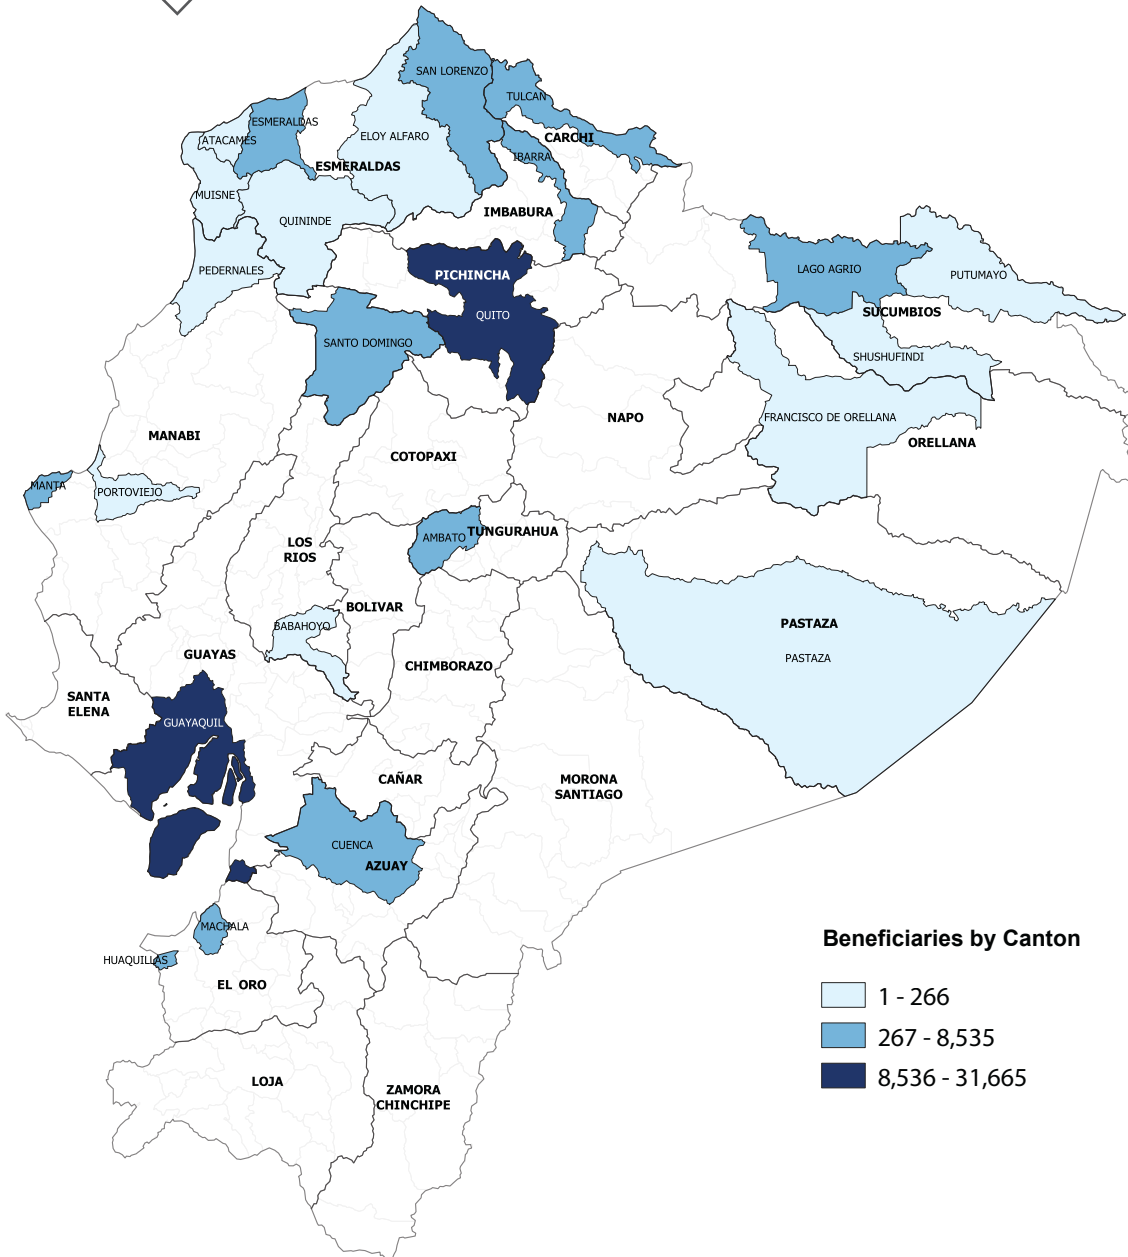 SAN LORENZO
TULCAN
ESMERALDAS
ATACAMES
ELOY ALFARO
CARCHI
IBARRA
ESMERALDAS
MUISNE
IMBABURA
QUININDE
PEDERNALES
PICHINCHA
LAGO AGRIO
PUTUMAYO
QUITO
SUCUMBIOS
SANTO DOMINGO
SHUSHUFINDI
NAPO
FRANCISCO DE ORELLANA
MANABI
ORELLANA
COTOPAXI
MANTA
PORTOVIEJO
AMBATO
TUNGURAHUA
LOS
RIOS
BOLIVAR
BABAHOYO
PASTAZA
GUAYAS
PASTAZA
CHIMBORAZO
SANTA
ELENA
GUAYAQUIL
CAÑAR
MORONA
SANTIAGO
CUENCA
AZUAY
MACHALA
HUAQUILLAS
EL ORO
LOJA
ZAMORA
CHINCHIPE
Beneficiaries by Canton
1 - 266
267 - 8,535
8,536 - 31,665